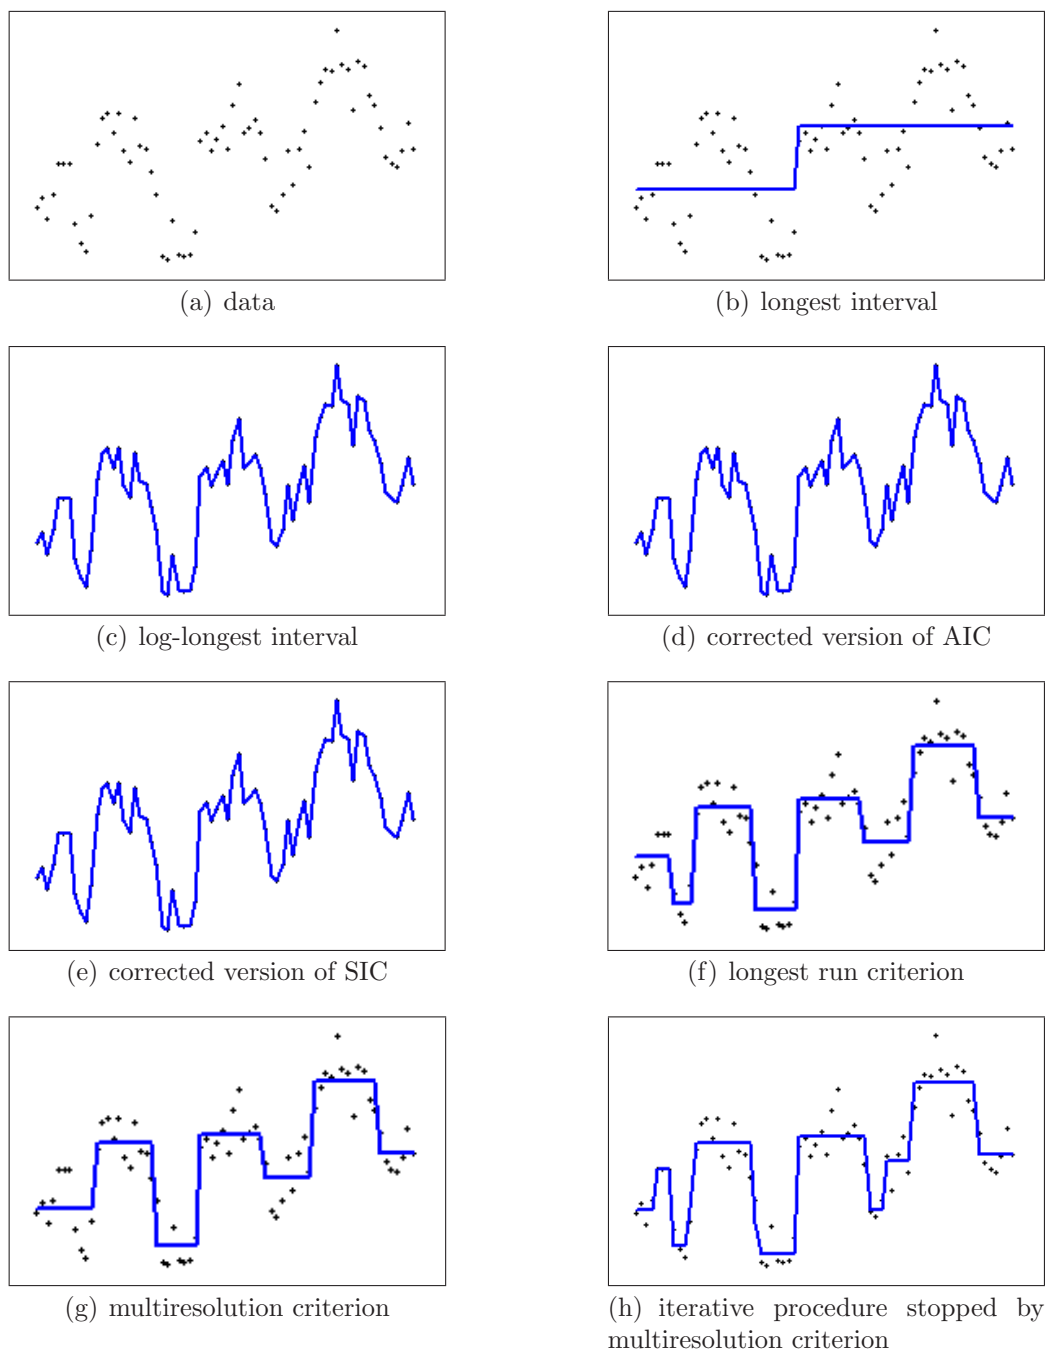 (a) data
(b) longest interval
(c) log-longest interval
(d) corrected version of AIC
(e) corrected version of SIC
(f) longest run criterion
(g) multiresolution criterion
(h) iterative procedure stopped by
multiresolution criterion